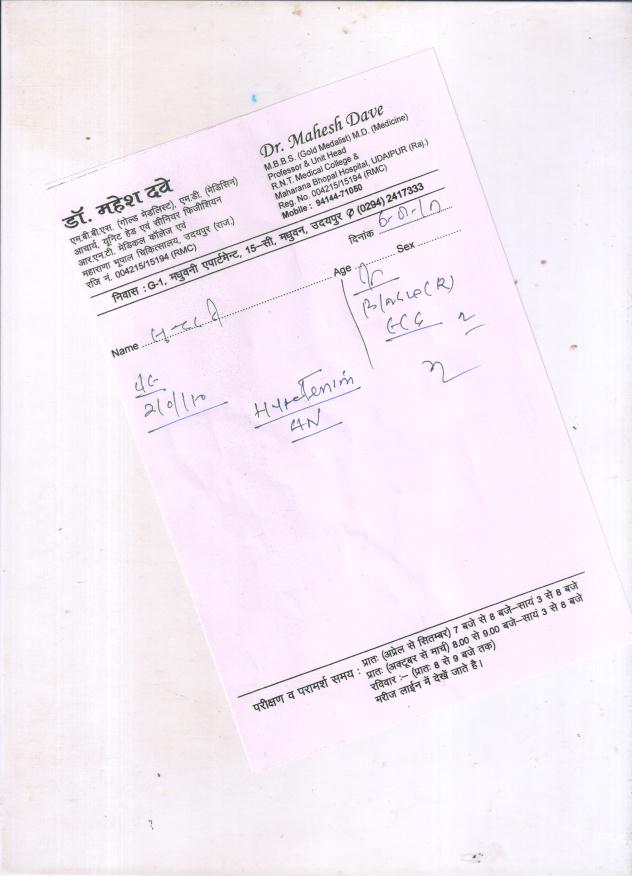 डॉ. महेश दवे
एम.बी.बी.एस. (गोल्ड मेडलिस्ट), एम.डी. (मेडिसिन)
आचार्य, यूनिट हेड एवं सीनियर फिजीसियन
आर.एन.टी. मेडिकल कॉलेज एवं
महाराणा भूपाल चिकित्सालय, उदयपुर (राज.)
रजि नं. 004215/15194 (RMC)
Dr. Mahesh Dave
M.B.B.S. (Gold Medalist) M.D. (Medicine)
Professor & Unit Head
R.N.T. Medical College &
Maharana Bhopal Hospital, UDAIPUR (Raj.)
Reg. No. 004215/15194 (RMC)
Mobile : 94144-71050
निवास : G-1, मधुवनी एपार्टमेन्ट, 15-सी, मधुवन, उदयपुर ✆ (0294) 2417333
दिनांक
Name Age Sex
ECG
परीक्षण व परामर्श समय : प्रातः (अप्रेल से सितम्बर) 7 बजे से 8 बजे-सायं 3 से 8 बजे
प्रातः (अक्टूबर से मार्च) 8.00 से 9.00 बजे-सायं 3 से 8 बजे
रविवार :- (प्रातः 8 से 9 बजे तक)
मरीज लाईन में देखें जाते है।